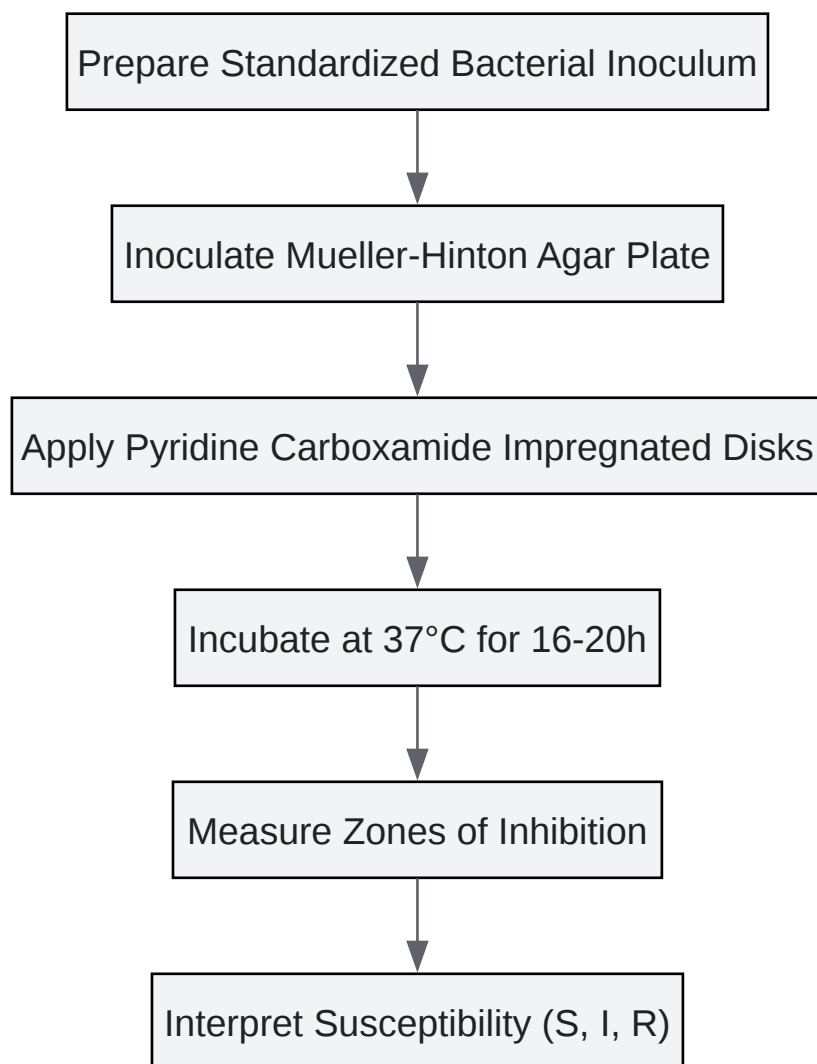 Prepare Standardized Bacterial Inoculum
Inoculate Mueller-Hinton Agar Plate
Apply Pyridine Carboxamide Impregnated Disks
Incubate at 37°C for 16-20h
Measure Zones of Inhibition
Interpret Susceptibility (S, I, R)